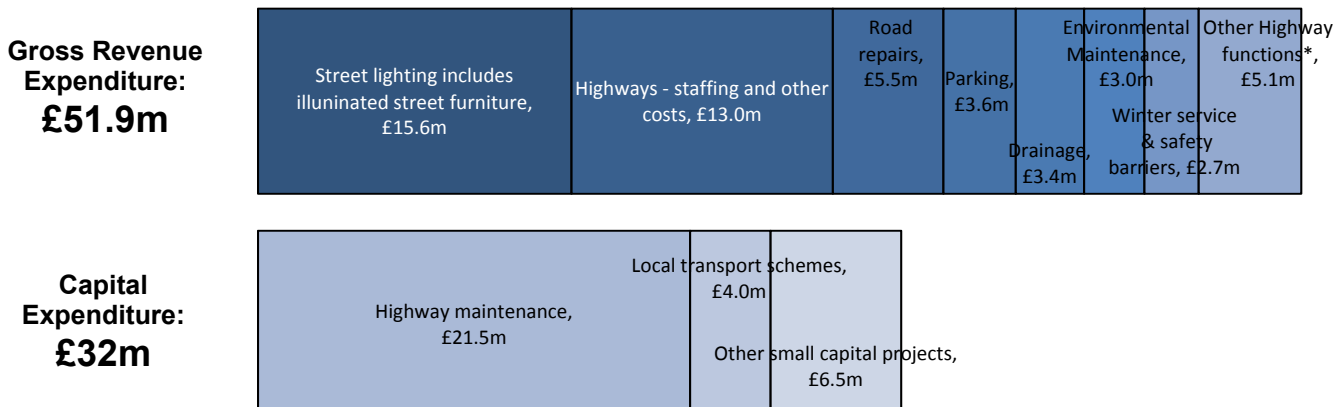 Gross Revenue
Expenditure:
£51.9m
Street lighting includes
illuninated street furniture,
£15.6m
Highways - staffing and other
costs, £13.0m
Road
repairs,
£5.5m
Parking,
£3.6m
Drainage,
£3.4m
Environmental
Maintenance,
£3.0m
Winter service
& safety
barriers, £2.7m
Other Highway
functions*,
£5.1m
Capital
Expenditure:
£32m
Highway maintenance,
£21.5m
Local transport schemes,
£4.0m
Other small capital projects,
£6.5m